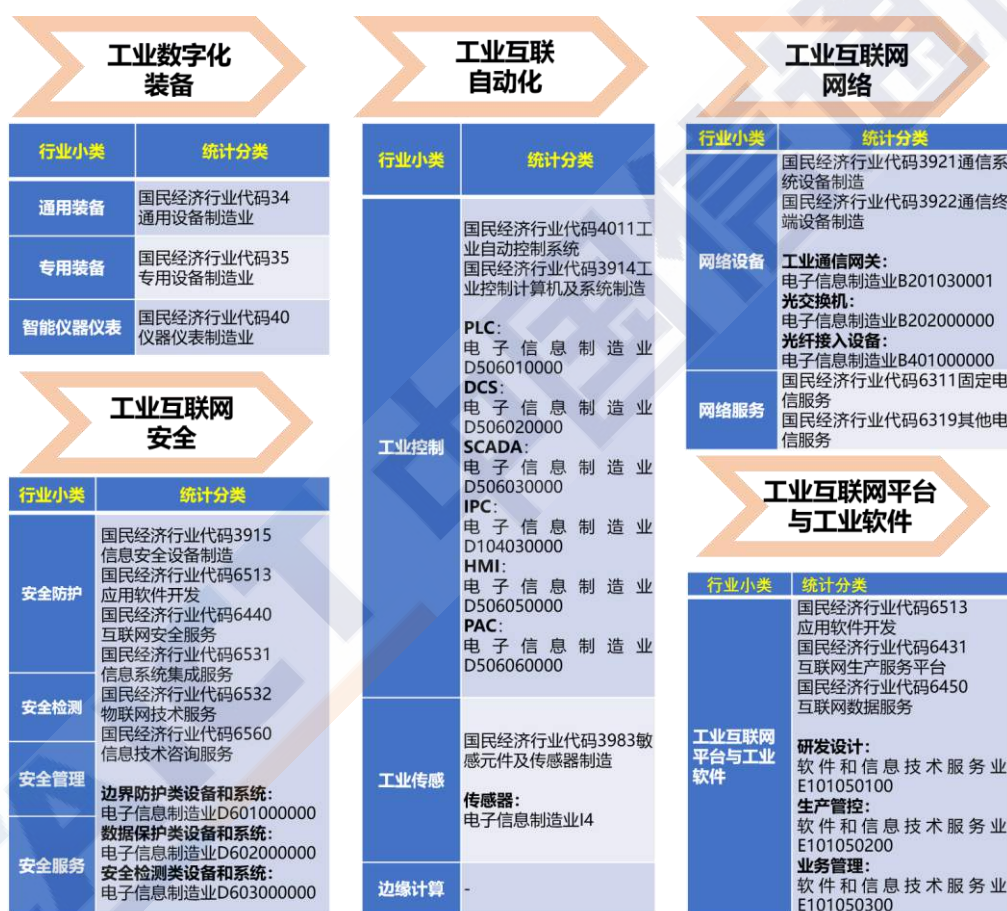 工业数字化
装备
行业小类 统计分类
通用装备
国民经济行业代码34
通用设备制造业
专用装备
国民经济行业代码35
专用设备制造业
智能仪器仪表
国民经济行业代码40
仪器仪表制造业
工业互联网
安全
行业小类 统计分类
安全防护
安全检测
安全管理
安全服务
国民经济行业代码3915
信息安全设备制造
国民经济行业代码6513
应用软件开发
国民经济行业代码6440
互联网安全服务
国民经济行业代码6531
信息系统集成服务
国民经济行业代码6532
物联网技术服务
国民经济行业代码6560
信息技术咨询服务
边界防护类设备和系统：
电子信息制造业D601000000
数据保护类设备和系统：
电子信息制造业D602000000
安全检测类设备和系统：
电子信息制造业D603000000
工业互联
自动化
行业小类 统计分类
工业控制
国民经济行业代码4011工
业自动控制系统
国民经济行业代码3914工
业控制计算机及系统制造
PLC：
电子信息制造业
D506010000
DCS：
电子信息制造业
D506020000
SCADA：
电子信息制造业
D506030000
IPC：
电子信息制造业
D104030000
HMI：
电子信息制造业
D506050000
PAC：
电子信息制造业
D506060000
工业传感
国民经济行业代码3983敏
感元件及传感器制造
传感器：
电子信息制造业I4
边缘计算 -
工业互联网
网络
行业小类 统计分类
网络设备
国民经济行业代码3921通信系
统设备制造
国民经济行业代码3922通信终
端设备制造
工业通信网关：
电子信息制造业B201030001
光交换机：
电子信息制造业B202000000
光纤接入设备：
电子信息制造业B401000000
网络服务
国民经济行业代码6311固定电
信服务
国民经济行业代码6319其他电
信服务
工业互联网平台
与工业软件
行业小类 统计分类
工业互联网
平台与工业
软件
国民经济行业代码6513
应用软件开发
国民经济行业代码6431
互联网生产服务平台
国民经济行业代码6450
互联网数据服务
研发设计：
软件和信息技术服务业
E101050100
生产管控：
软件和信息技术服务业
E101050200
业务管理：
软件和信息技术服务业
E101050300